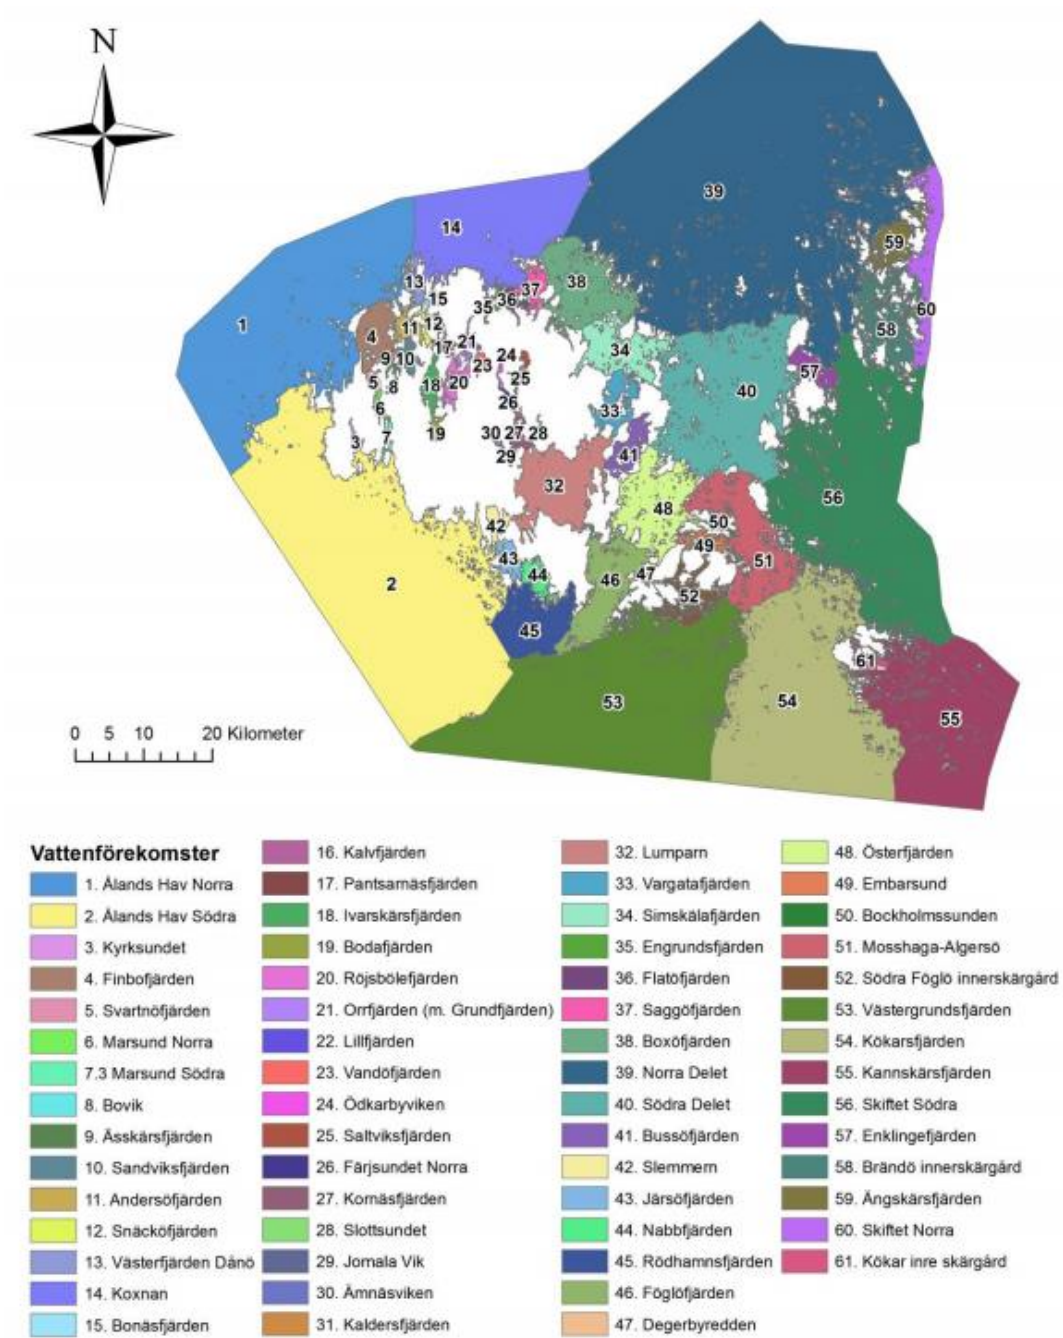 N
39
14
59
13
37
38
15
36
60
35
1
11
12
58
4
21
34
17
9
10
24
23
57
5
8
18
20
25
40
6
26
33
3
7
19
30
27
28
41
29
32
56
48
42
50
49
43
51
44
46
47
2
52
45
61
53
54
55
0 5 10 20 Kilometer
Vattenförekomster
1. Ålands Hav Norra
2. Ålands Hav Södra
3. Kyrksundet
4. Finbofjärden
5. Svartnöfjärden
6. Marsund Norra
7.3 Marsund Södra
8. Bovik
9. Ässkärsfjärden
10. Sandviksfjärden
11. Andersöfjärden
12. Snäcköfjärden
13. Västerfjärden Dånö
14. Koxnan
15. Bonäsfjärden
16. Kalvfjärden
17. Pantsarnäsfjärden
18. Ivarskärsfjärden
19. Bodafjärden
20. Röjsbölefjärden
21. Orrfjärden (m. Grundfjärden)
22. Lillfjärden
23. Vandöfjärden
24. Ödkarbyviken
25. Saltviksfjärden
26. Färjsundet Norra
27. Kornäsfjärden
28. Slottsundet
29. Jomala Vik
30. Ämnäsviken
31. Kaldersfjärden
32. Lumparn
33. Vargatafjärden
34. Simskälafjärden
35. Engrundsfjärden
36. Flatöfjärden
37. Saggöfjärden
38. Boxöfjärden
39. Norra Delet
40. Södra Delet
41. Bussöfjärden
42. Slemmern
43. Järsöfjärden
44. Nabbfjärden
45. Rödhamnsfjärden
46. Föglöfjärden
47. Degerbyredden
48. Österfjärden
49. Embarsund
50. Bockholmssunden
51. Mosshaga-Algersö
52. Södra Föglö innerskärgård
53. Västergrundsfjärden
54. Kökarsfjärden
55. Kannskärsfjärden
56. Skiftet Södra
57. Enklingefjärden
58. Brändö innerskärgård
59. Ängskärsfjärden
60. Skiftet Norra
61. Kökar inre skärgård